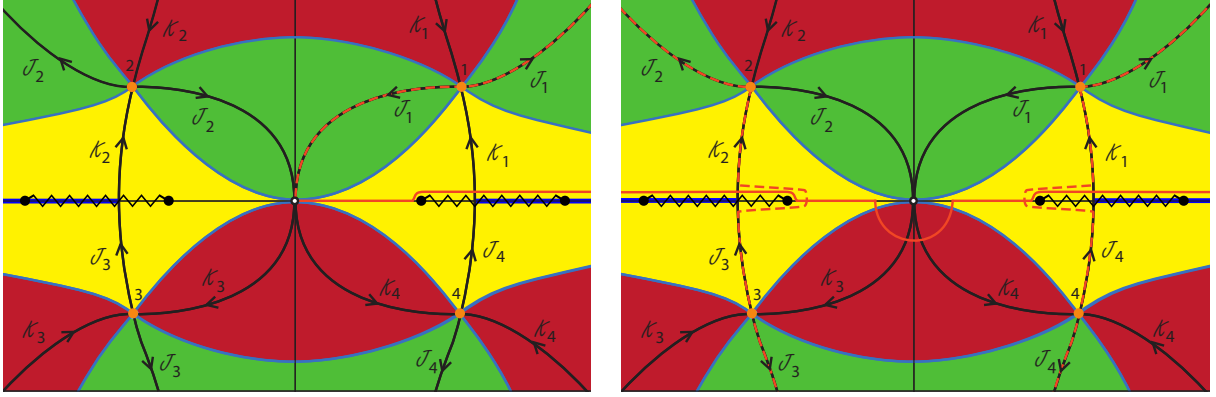 𝒦₂ 𝒦₁
𝒥₂ 2 1 𝒥₁
𝒥₂ 𝒥₁
𝒦₂ 𝒦₁
𝒥₃ 𝒥₄
3 𝒦₃ 𝒦₄ 4
𝒦₃ 𝒦₄
𝒥₃ 𝒥₄
𝒦₂ 𝒦₁
𝒥₂ 2 1 𝒥₁
𝒥₂ 𝒥₁
𝒦₂ 𝒦₁
𝒥₃ 𝒥₄
3 𝒦₃ 𝒦₄ 4
𝒦₃ 𝒦₄
𝒥₃ 𝒥₄